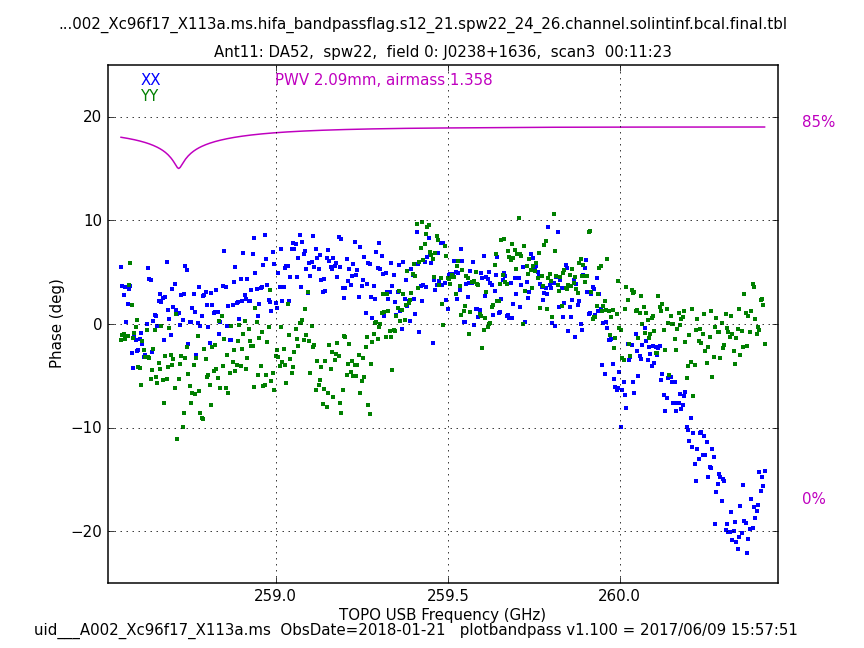 ...002_Xc96f17_X113a.ms.hifa_bandpassflag.s12_21.spw22_24_26.channel.solintinf.bcal.final.tbl
Ant11: DA52,  spw22,  field 0: J0238+1636,  scan3  00:11:23
XX
PWV 2.09mm, airmass 1.358
YY
20
85%
10
0
Phase (deg)
−10
0%
−20
259.0 259.5 260.0
TOPO USB Frequency (GHz)
uid___A002_Xc96f17_X113a.ms  ObsDate=2018-01-21   plotbandpass v1.100 = 2017/06/09 15:57:51